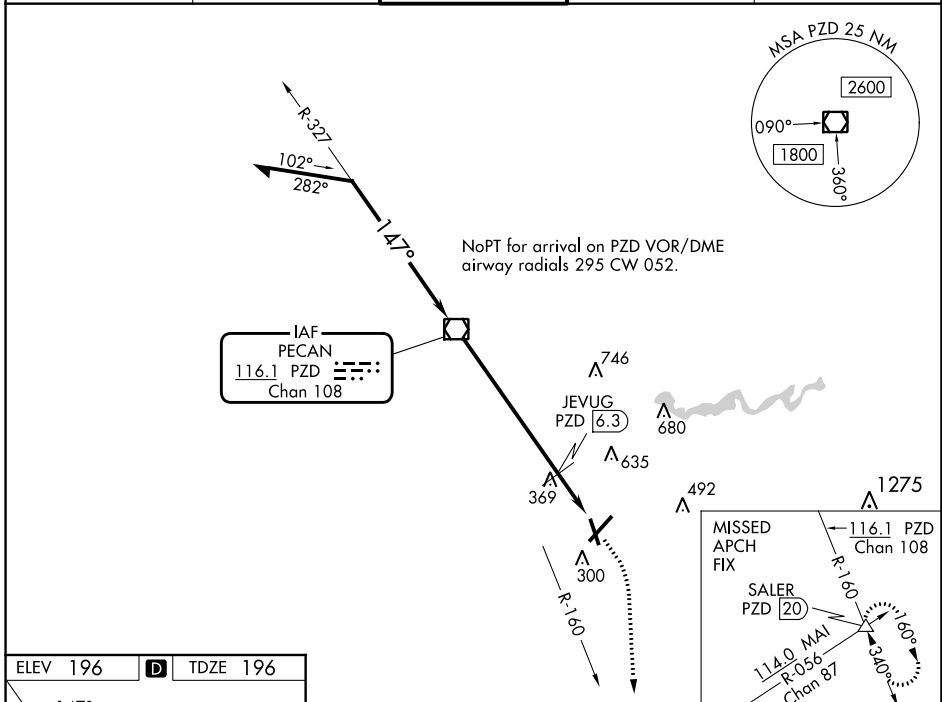 MSA PZD 25 NM
2600
090°
1800
360°
R-327
102°
282°
147°
NoPT for arrival on PZD VOR/DME
airway radials 295 CW 052.
IAF
PECAN
116.1 PZD
Chan 108
746
JEVUG
PZD 6.3
680
635
369
492
1275
300
R-160
MISSED
APCH
FIX
116.1 PZD
Chan 108
R-160
SALER
PZD 20
160°
340°
114.0 MAI
R-056
Chan 87
ELEV 196 D TDZE 196